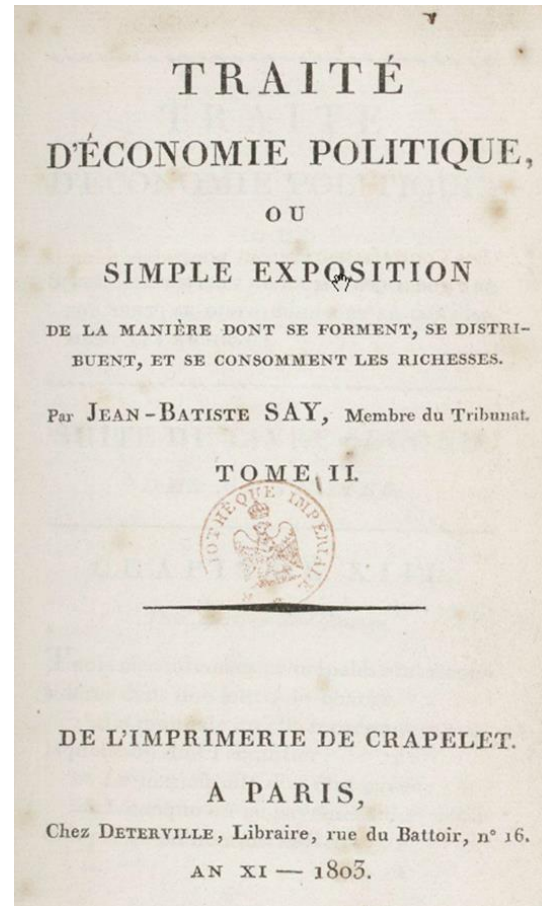 TRAITÉ
D'ÉCONOMIE POLITIQUE,
OU
SIMPLE EXPOSITION
DE LA MANIÈRE DONT SE FORMENT, SE DISTRI-
BUENT, ET SE CONSOMMENT LES RICHESSES.
Par JEAN-BATISTE SAY, Membre du Tribunat.
TOME II.
OTHÈQUE IMPÉRIALE
DE L'IMPRIMERIE DE CRAPELET.
A PARIS,
Chez DETERVILLE, Libraire, rue du Battoir, n° 16.
AN XI — 1803.